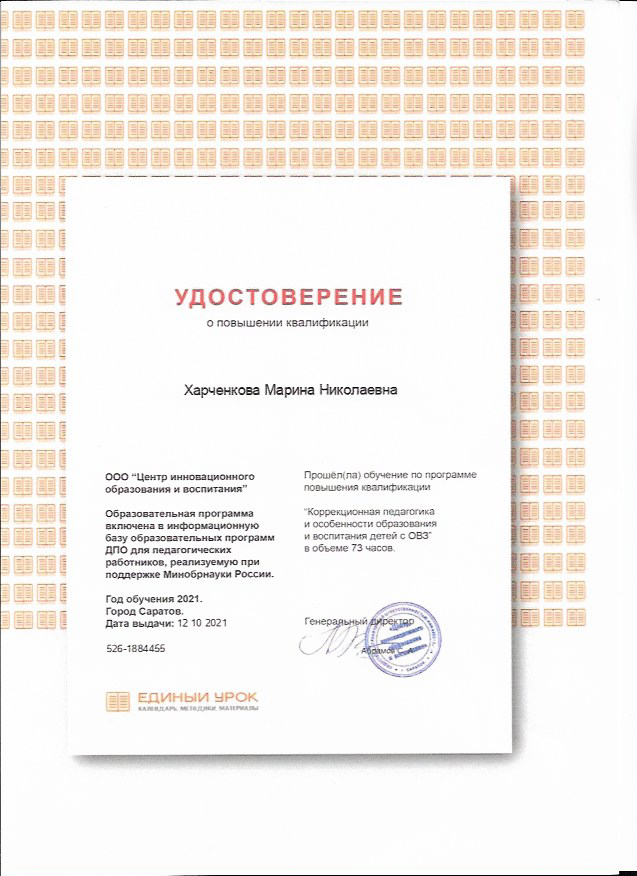 УДОСТОВЕРЕНИЕ
о повышении квалификации
Харченкова Марина Николаевна
ООО “Центр инновационного
образования и воспитания”
Образовательная программа
включена в информационную
базу образовательных программ
ДПО для педагогических
работников, реализуемую при
поддержке Минобрнауки России.
Год обучения 2021.
Город Саратов.
Дата выдачи: 12 10 2021
526-1884455
Прошёл(ла) обучение по программе
повышения квалификации
“Коррекционная педагогика
и особенности образования
и воспитания детей с ОВЗ”
в объеме 73 часов.
Генеральный директор
Абрамов С. А.
ЕДИНЫЙ УРОК
КАЛЕНДАРЬ. МЕТОДИКИ. МАТЕРИАЛЫ